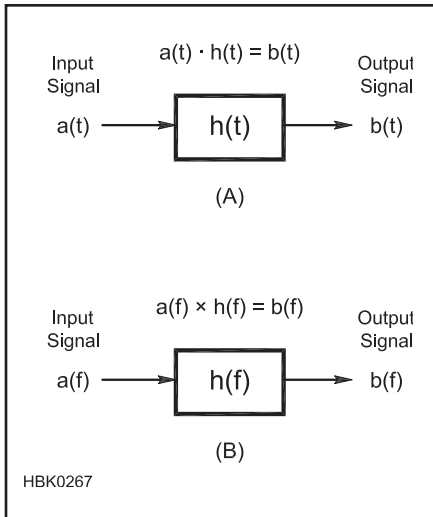 a(t) · h(t) = b(t)
Input
Signal
a(t)
h(t)
Output
Signal
b(t)
(A)
a(f) × h(f) = b(f)
Input
Signal
a(f)
h(f)
Output
Signal
b(f)
(B)
HBK0267